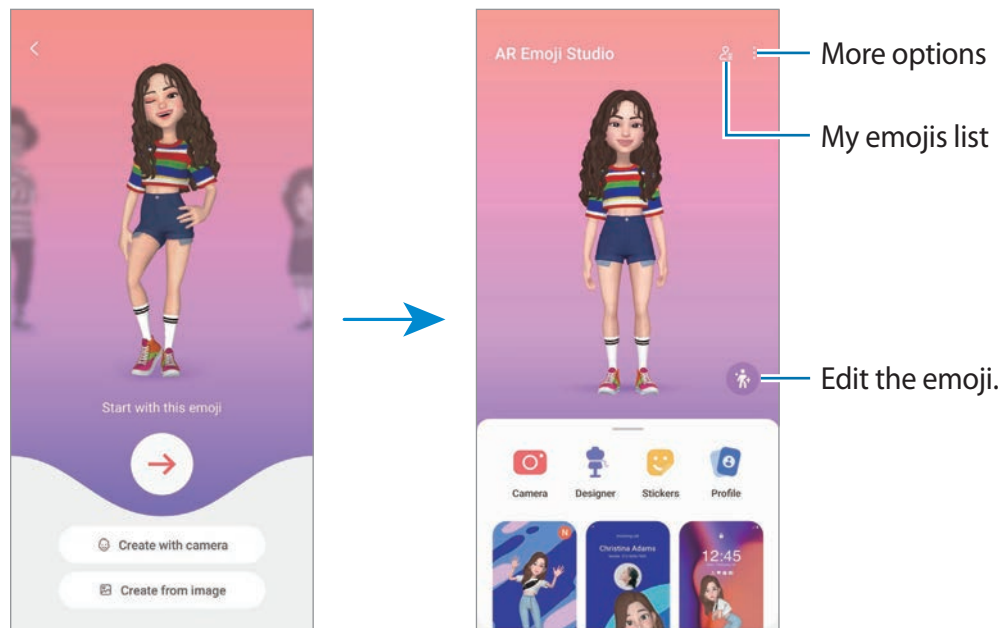 Start with this emoji
Create with camera
Create from image
AR Emoji Studio
More options
My emojis list
Edit the emoji.
Camera
Designer
Stickers
Profile
N
Christina Adams
12:45